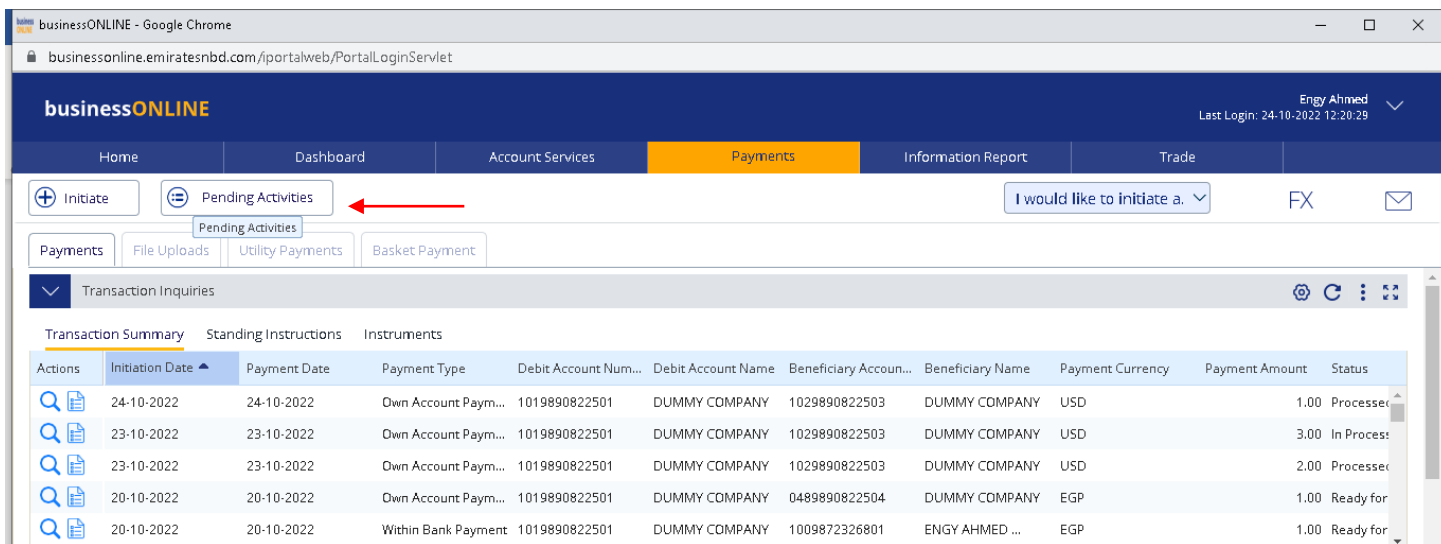 businessONLINE - Google Chrome
businessonline.emiratesnbd.com/iportalweb/PortalLoginServlet
businessONLINE
Engy Ahmed
Last Login: 24-10-2022 12:20:29
Home Dashboard Account Services Payments Information Report Trade
Initiate Pending Activities I would like to initiate a. FX
Pending Activities
Payments File Uploads Utility Payments Basket Payment
Transaction Inquiries
Transaction Summary Standing Instructions Instruments
Actions Initiation Date Payment Date Payment Type Debit Account Num... Debit Account Name Beneficiary Accoun... Beneficiary Name Payment Currency Payment Amount Status
24-10-2022 24-10-2022 Own Account Paym... 1019890822501 DUMMY COMPANY 1029890822503 DUMMY COMPANY USD 1.00 Processed
23-10-2022 23-10-2022 Own Account Paym... 1019890822501 DUMMY COMPANY 1029890822503 DUMMY COMPANY USD 3.00 In Process
23-10-2022 23-10-2022 Own Account Paym... 1019890822501 DUMMY COMPANY 1029890822503 DUMMY COMPANY USD 2.00 Processed
20-10-2022 20-10-2022 Own Account Paym... 1019890822501 DUMMY COMPANY 0489890822504 DUMMY COMPANY EGP 1.00 Ready for
20-10-2022 20-10-2022 Within Bank Payment 1019890822501 DUMMY COMPANY 1009872326801 ENGY AHMED ... EGP 1.00 Ready for